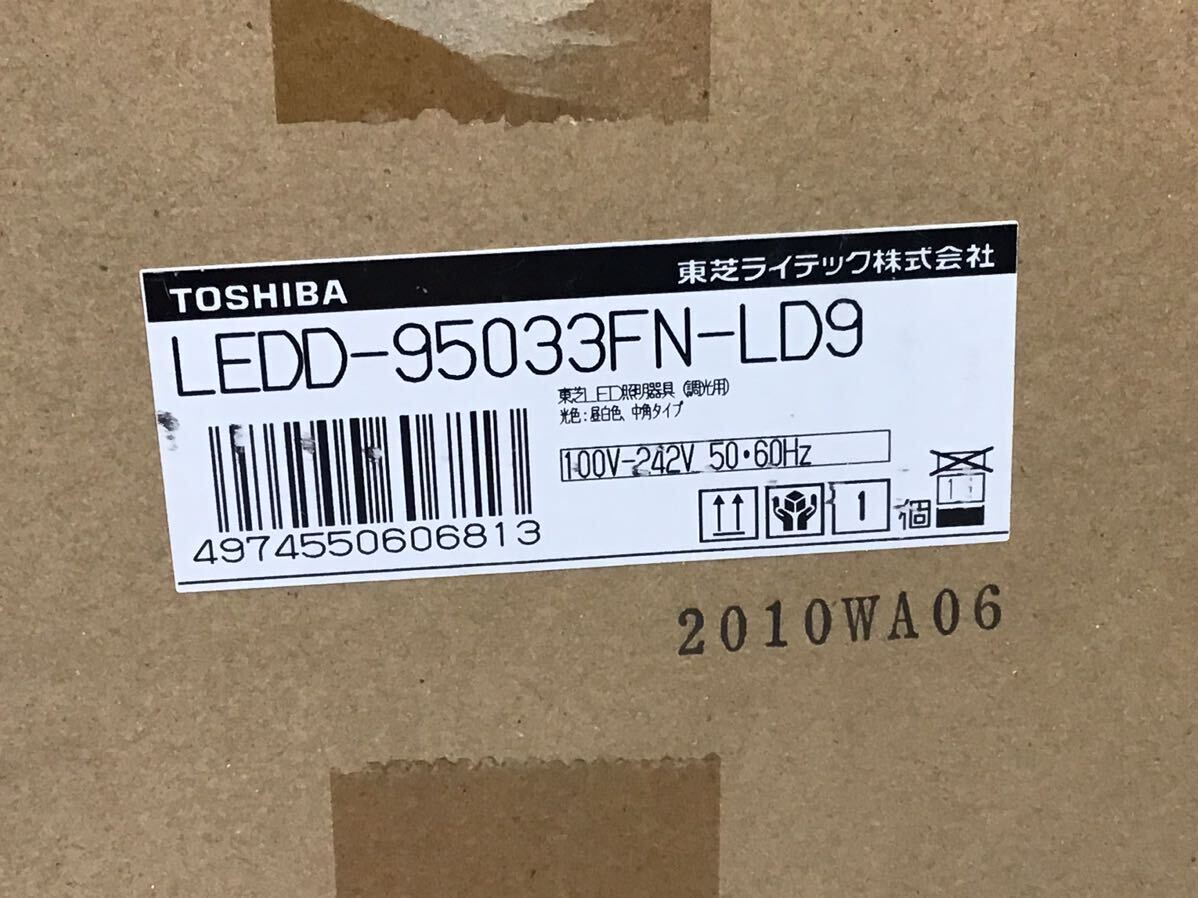 TOSHIBA 東芝ライテック株式会社
LEDD-95033FN-LD9
東芝LED照明器具（調光用）
光色：昼白色、中角タイプ
100V-242V 50・60Hz
1個
11
4974550606813
2010WA06